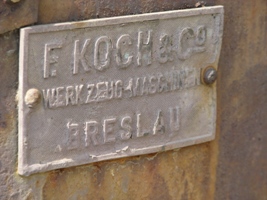 F. KOCH & Co
WERKZEUG-MASCHINEN
BRESLAU